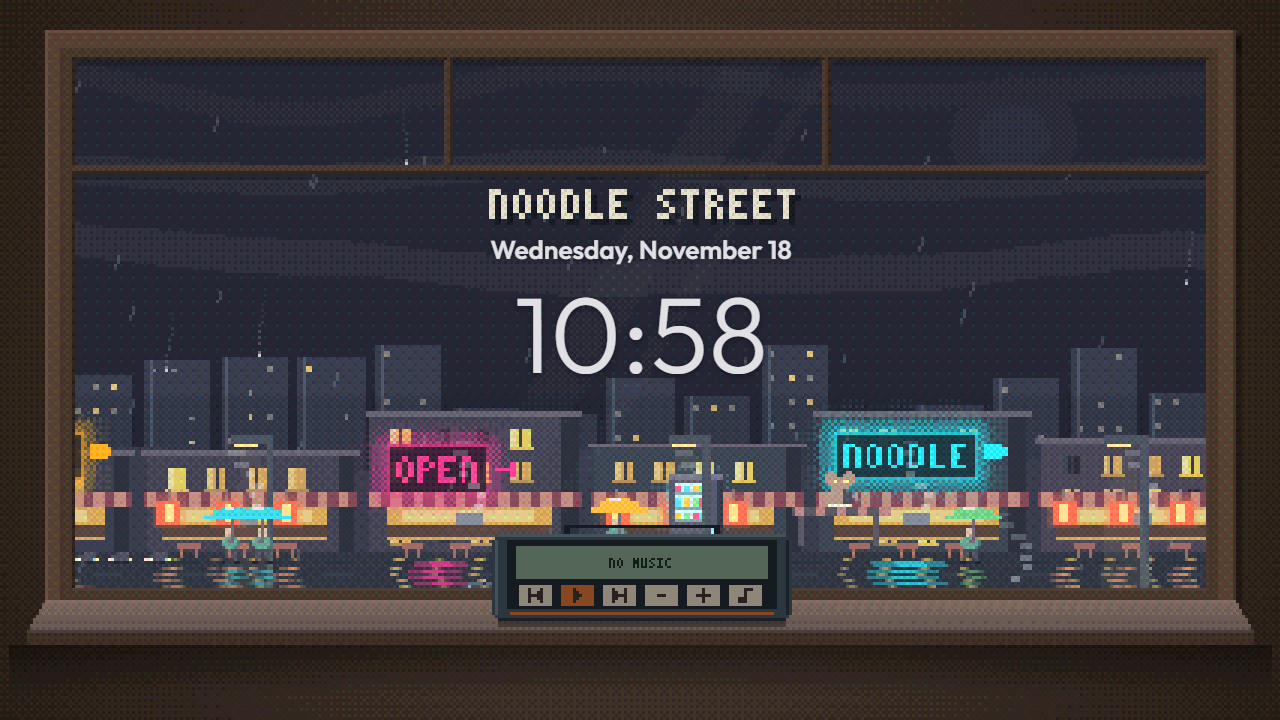 NOODLE STREET
Wednesday, November 18
10:58
OPEN
NOODLE
NO MUSIC